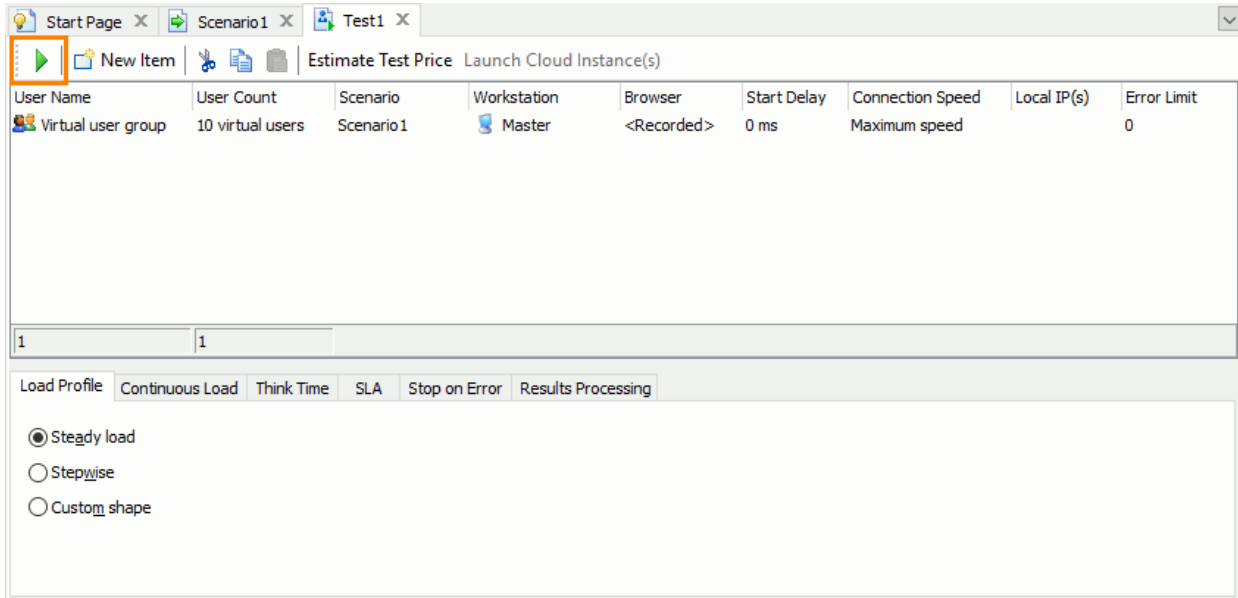 Start Page X Scenario1 X Test1 X
New Item Estimate Test Price Launch Cloud Instance(s)
User Name User Count Scenario Workstation Browser Start Delay Connection Speed Local IP(s) Error Limit
Virtual user group 10 virtual users Scenario1 Master <Recorded> 0 ms Maximum speed 0
1 1
Load Profile Continuous Load Think Time SLA Stop on Error Results Processing
Steady load
Stepwise
Custom shape